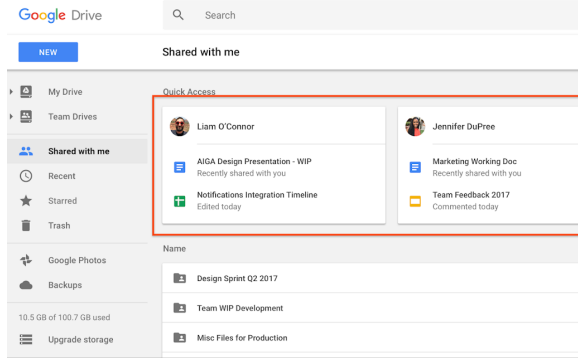 Google Drive
Search
NEW
Shared with me
My Drive
Team Drives
Shared with me
Recent
Starred
Trash
Google Photos
Backups
10.5 GB of 100.7 GB used
Upgrade storage
Quick Access
Liam O'Connor
AIGA Design Presentation - WIP
Recently shared with you
Notifications Integration Timeline
Edited today
Jennifer DuPree
Marketing Working Doc
Recently shared with you
Team Feedback 2017
Commented today
Name
Design Sprint Q2 2017
Team WIP Development
Misc Files for Production